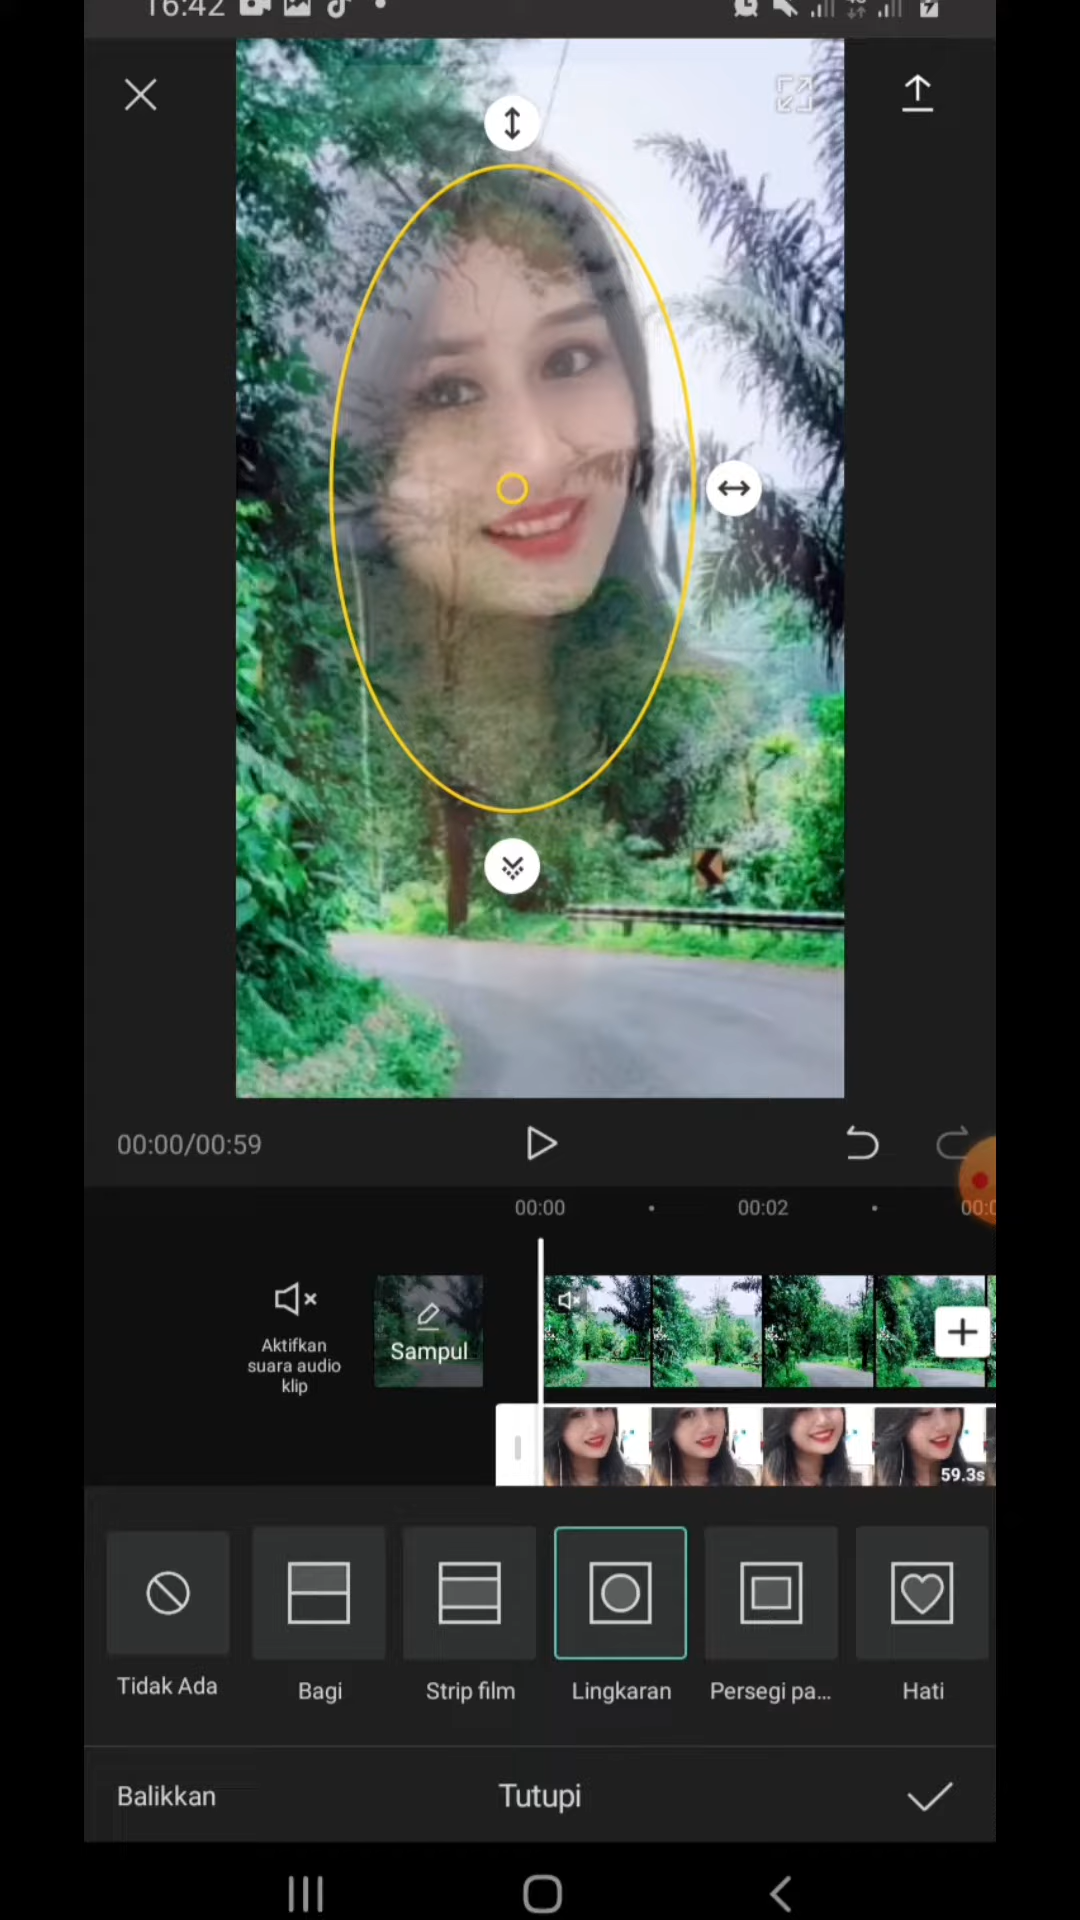 16:42
00:00/00:59
00:00
00:02
Aktifkan
suara audio
klip
Sampul
59.3s
Tidak Ada
Bagi
Strip film
Lingkaran
Persegi pa...
Hati
Balikkan
Tutupi